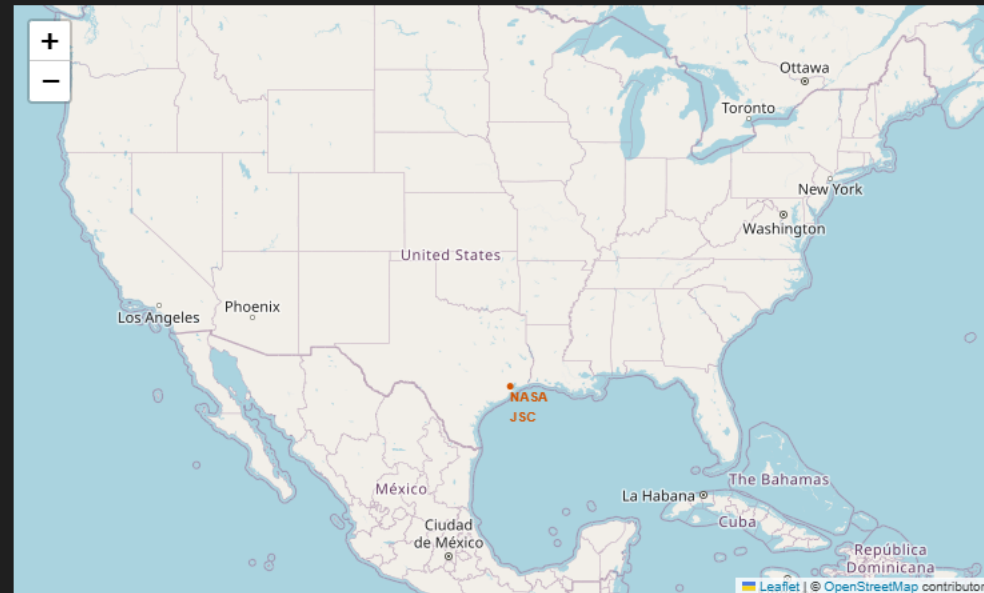 +
−
Ottawa
Toronto
New York
Washington
United States
Los Angeles
Phoenix
NASA
JSC
México
Ciudad
de México
La Habana
The Bahamas
Cuba
República
Dominicana
Leaflet | © OpenStreetMap contributor